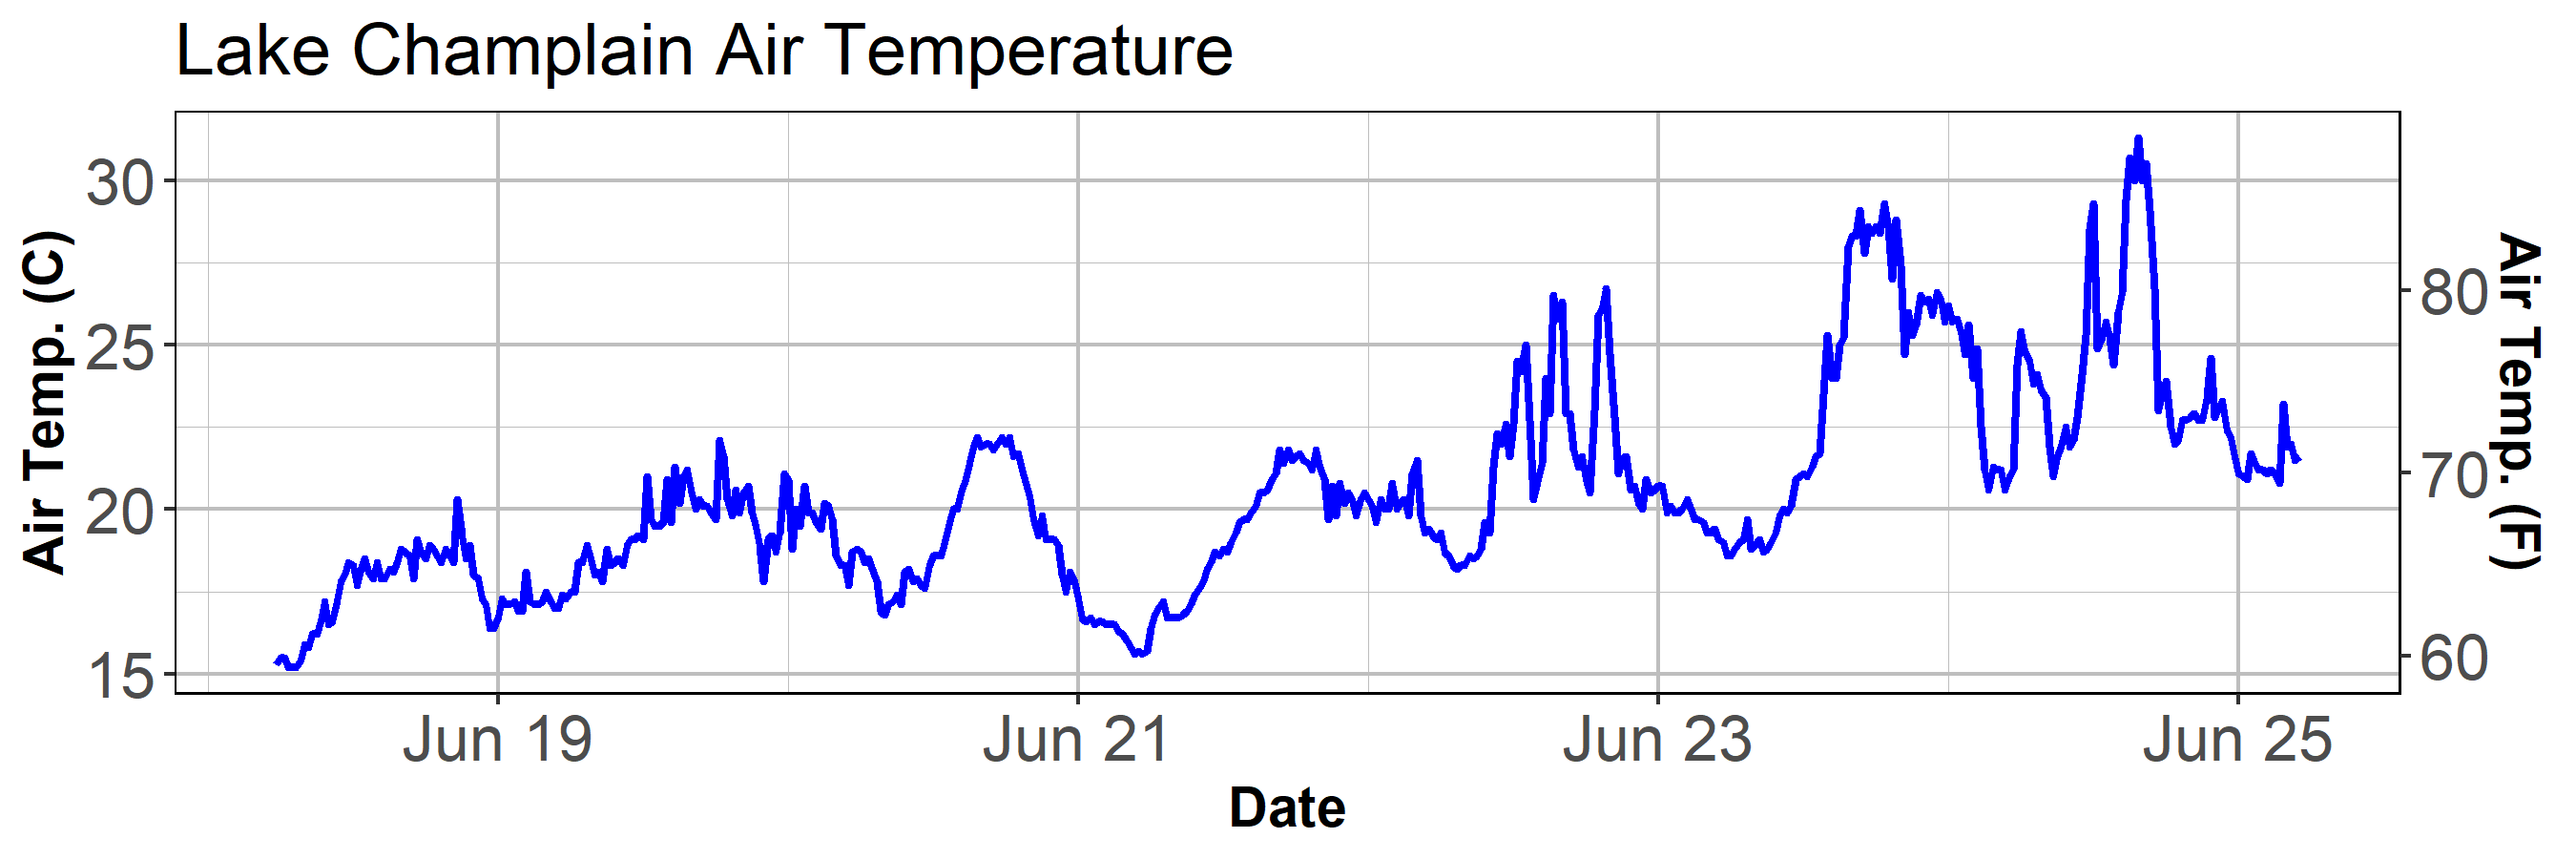 Lake Champlain Air Temperature
Air Temp. (C)
30
25
20
15
80
70
60
Air Temp. (F)
Jun 19
Jun 21
Jun 23
Jun 25
Date